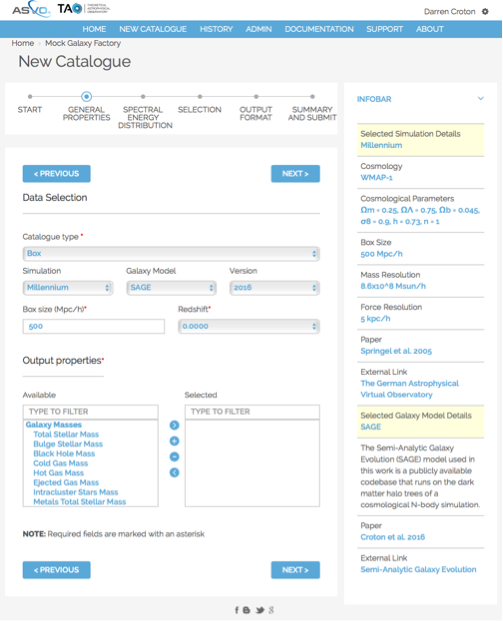 ASVO TAO THEORETICAL ASTROPHYSICAL OBSERVATORY
Darren Croton
HOME NEW CATALOGUE HISTORY ADMIN DOCUMENTATION SUPPORT ABOUT
Home Mock Galaxy Factory
New Catalogue
START
GENERAL PROPERTIES
SPECTRAL ENERGY DISTRIBUTION
SELECTION
OUTPUT FORMAT
SUMMARY AND SUBMIT
< PREVIOUS
NEXT >
Data Selection
Catalogue type *
Box
Simulation Galaxy Model Version
Millennium SAGE 2016
Box size (Mpc/h)* Redshift*
500 0.0000
Output properties*
Available Selected
TYPE TO FILTER TYPE TO FILTER
Galaxy Masses
Total Stellar Mass
Bulge Stellar Mass
Black Hole Mass
Cold Gas Mass
Hot Gas Mass
Ejected Gas Mass
Intracluster Stars Mass
Metals Total Stellar Mass
NOTE: Required fields are marked with an asterisk
< PREVIOUS
NEXT >
INFOBAR
Selected Simulation Details
Millennium
Cosmology
WMAP-1
Cosmological Parameters
Ωm = 0.25, ΩΛ = 0.75, Ωb = 0.045,
σ8 = 0.9, h = 0.73, n = 1
Box Size
500 Mpc/h
Mass Resolution
8.6x10^8 Msun/h
Force Resolution
5 kpc/h
Paper
Springel et al. 2005
External Link
The German Astrophysical
Virtual Observatory
Selected Galaxy Model Details
SAGE
The Semi-Analytic Galaxy
Evolution (SAGE) model used in
this work is a publicly available
codebase that runs on the dark
matter halo trees of a
cosmological N-body simulation.
Paper
Croton et al. 2016
External Link
Semi-Analytic Galaxy Evolution